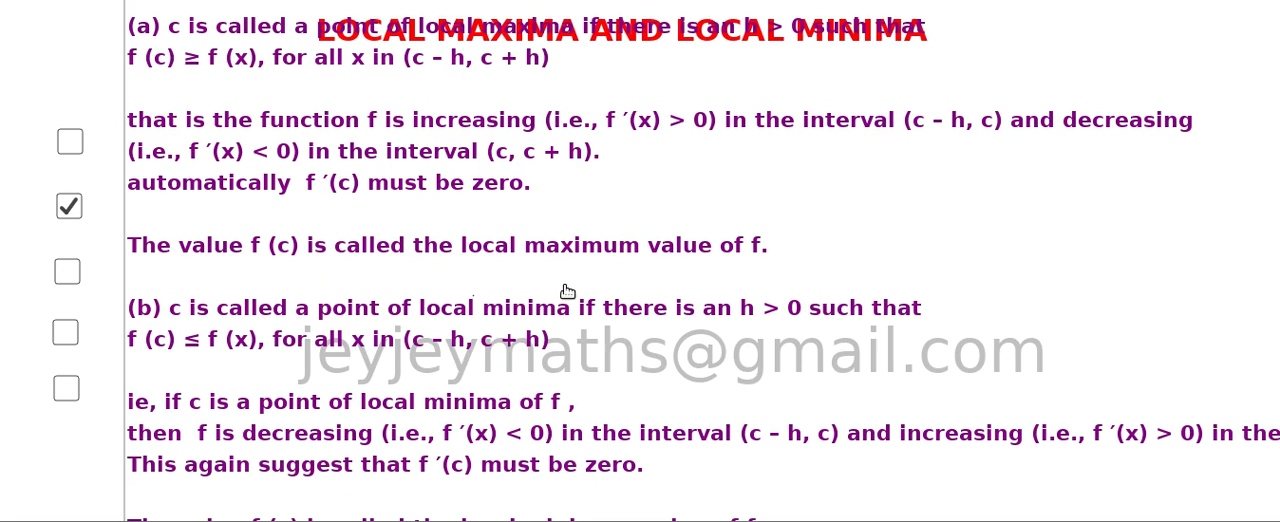 LOCAL MAXIMA AND LOCAL MINIMA
(a) c is called a point of local maxima if there is an h > 0 such that
f (c) ≥ f (x), for all x in (c – h, c + h)
that is the function f is increasing (i.e., f ′(x) > 0) in the interval (c – h, c) and decreasing
(i.e., f ′(x) < 0) in the interval (c, c + h).
automatically  f ′(c) must be zero.
The value f (c) is called the local maximum value of f.
(b) c is called a point of local minima if there is an h > 0 such that
f (c) ≤ f (x), for all x in (c – h, c + h)
jeyjeymaths@gmail.com
ie, if c is a point of local minima of f ,
then  f is decreasing (i.e., f ′(x) < 0) in the interval (c – h, c) and increasing (i.e., f ′(x) > 0) in the
This again suggest that f ′(c) must be zero.